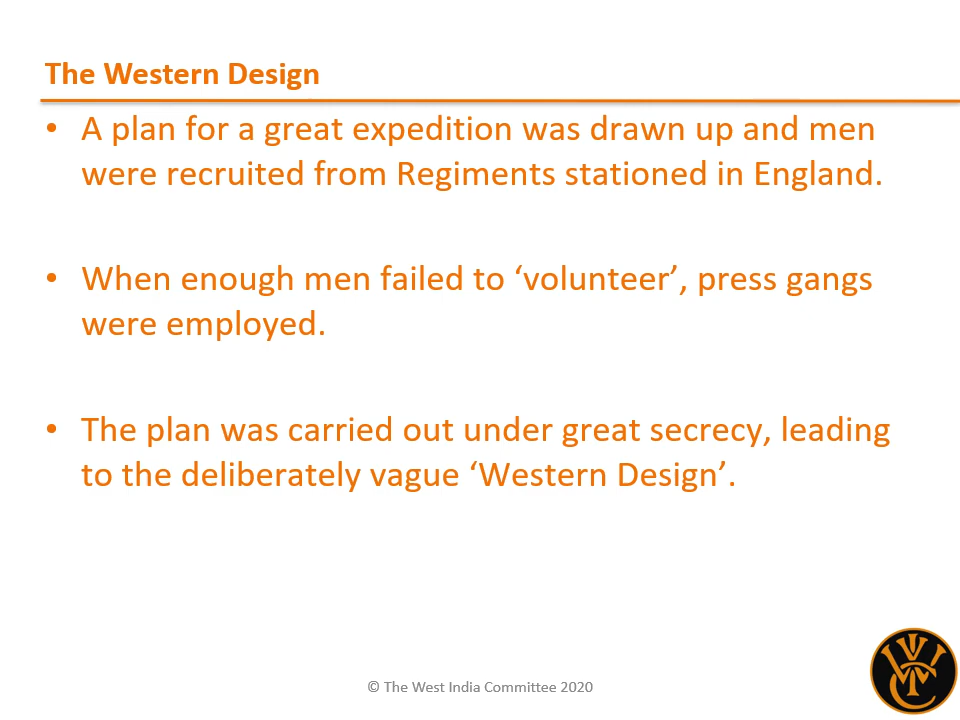 The Western Design
• A plan for a great expedition was drawn up and men
were recruited from Regiments stationed in England.
• When enough men failed to ‘volunteer’, press gangs
were employed.
• The plan was carried out under great secrecy, leading
to the deliberately vague ‘Western Design’.
© The West India Committee 2020
WIC